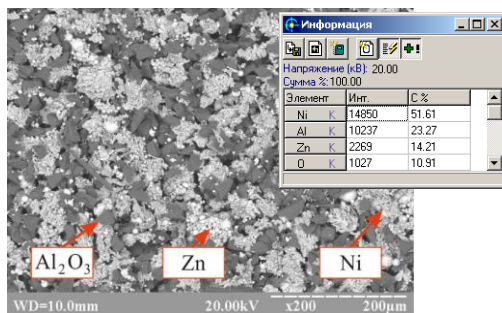 Информация
Напряжение (кВ): 20.00
Сумма %:100.00
Элемент Инт. C %
Ni K 14850 51.61
Al K 10237 23.27
Zn K 2269 14.21
O K 1027 10.91
Al₂O₃ Zn Ni
WD=10.0mm 20.00kV x200 200µm